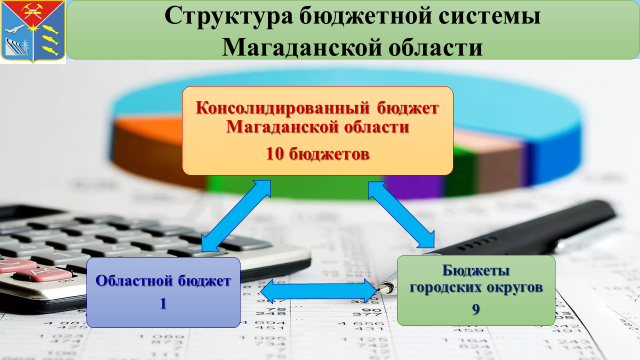 Структура бюджетной системы
Магаданской области
Консолидированный бюджет
Магаданской области
10 бюджетов
Областной бюджет
1
Бюджеты
городских округов
9